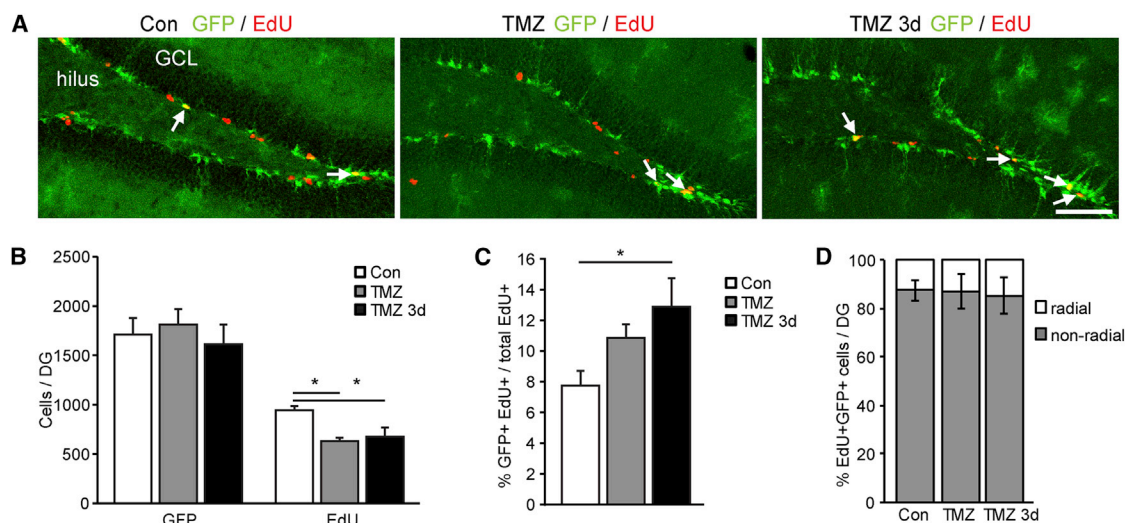 A
Con GFP / EdU
TMZ GFP / EdU
TMZ 3d GFP / EdU
GCL
hilus
B
Cells / DG
2500
2000
1500
1000
500
0
Con
TMZ
TMZ 3d
*
*
GFP
EdU
C
% GFP+ EdU+ / total EdU+
16
14
12
10
8
6
4
2
0
*
Con
TMZ
TMZ 3d
D
% EdU+GFP+ cells / DG
100
80
60
40
20
0
radial
non-radial
Con
TMZ
TMZ 3d